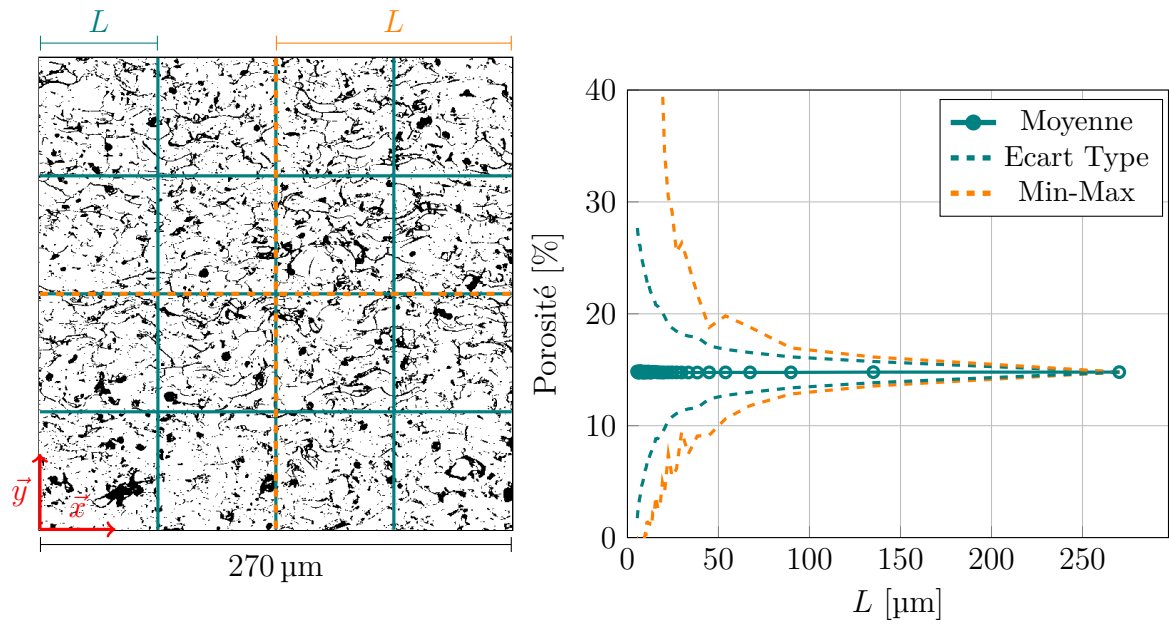 L L
270 µm
y⃗
x⃗
40
30
20
10
0
Porosité [%]
0 50 100 150 200 250
L [µm]
Moyenne
Ecart Type
Min-Max